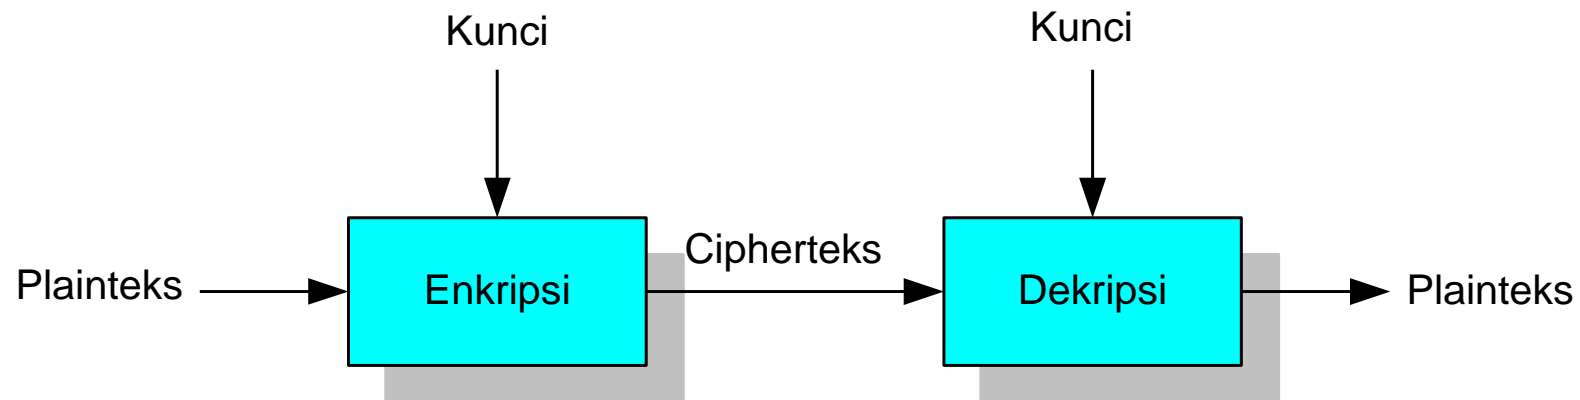 Kunci
Kunci
Plainteks
Enkripsi
Cipherteks
Dekripsi
Plainteks